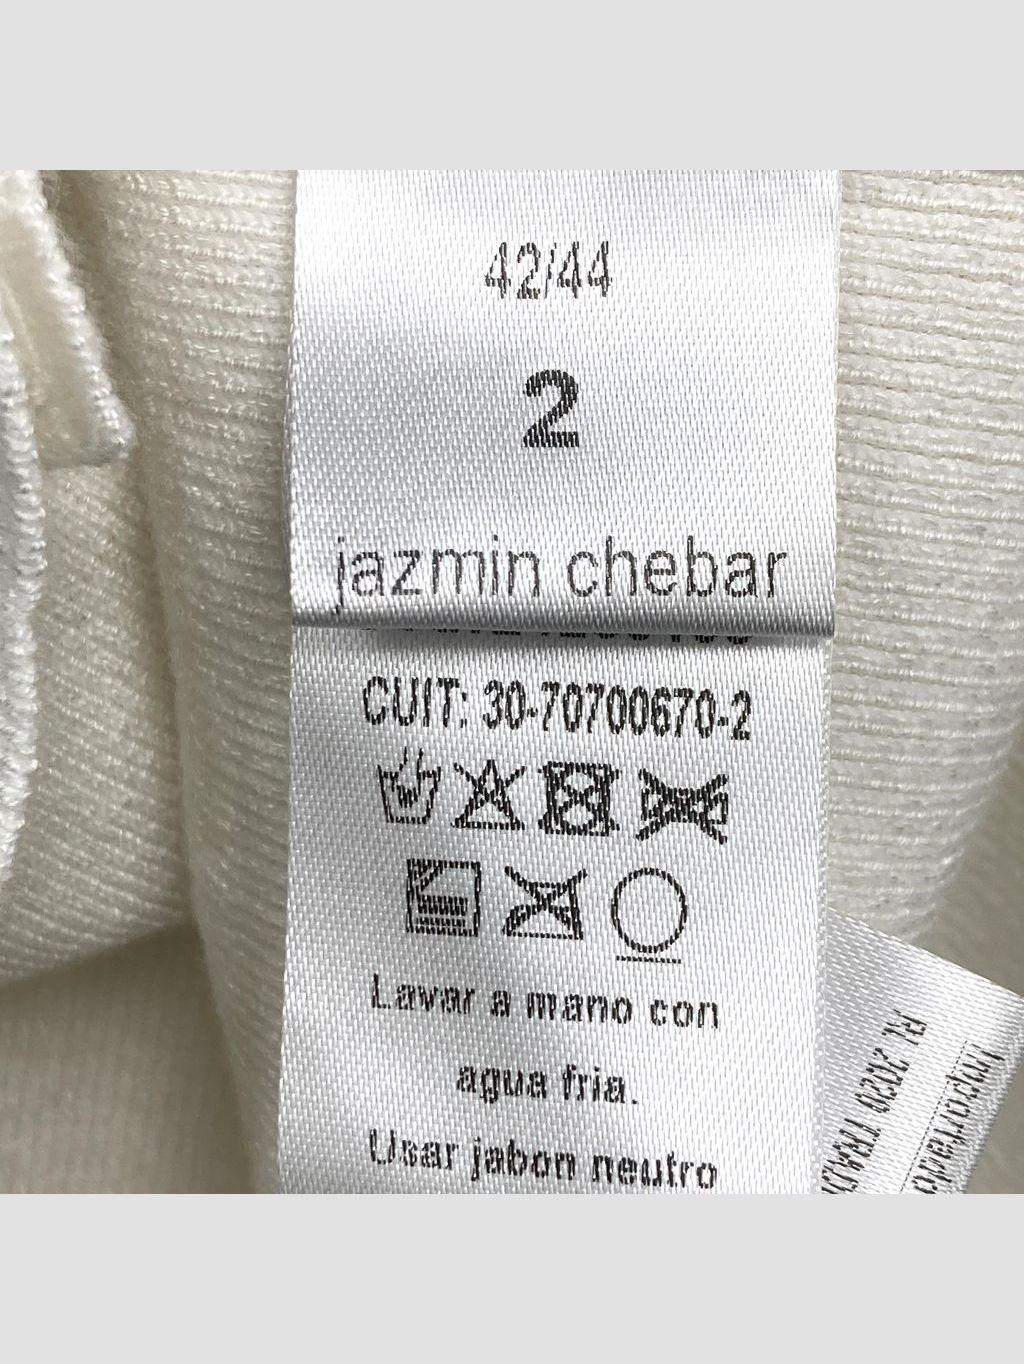 42/44
2
jazmin chebar
CUIT: 30-70700670-2
Lavar a mano con
agua fria.
Usar jabon neutro